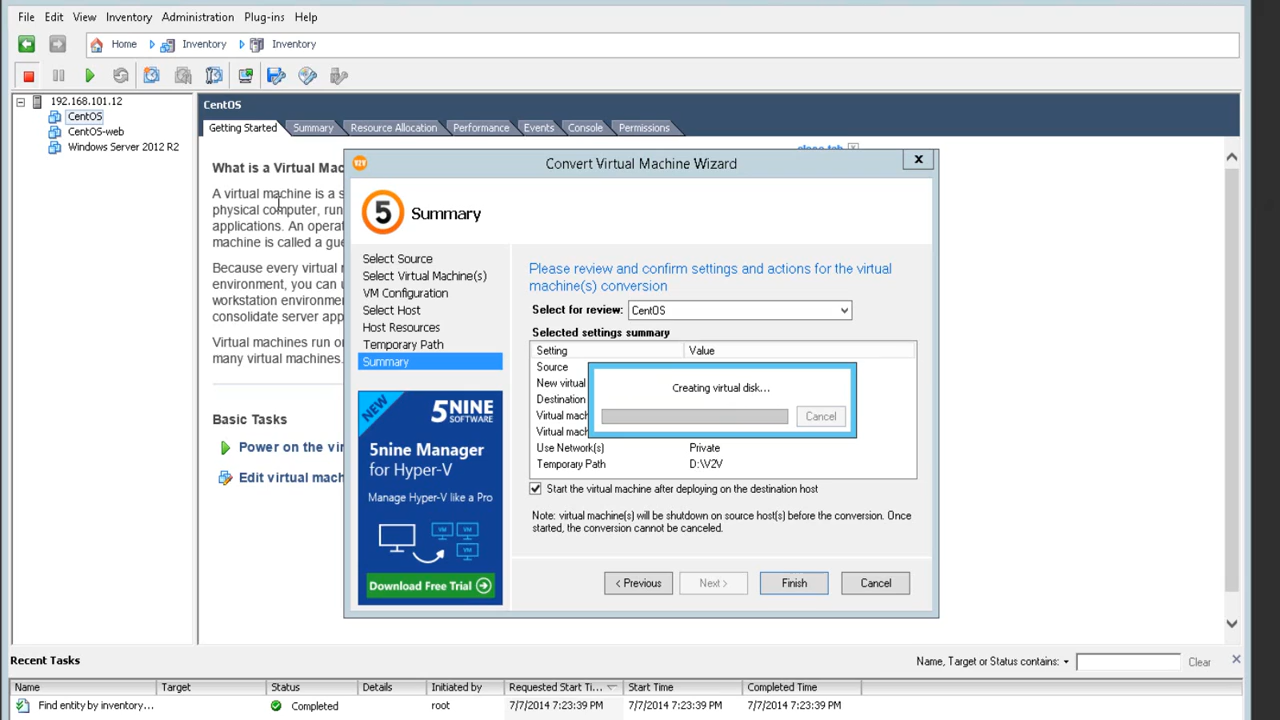 File Edit View Inventory Administration Plug-ins Help
Home Inventory Inventory
192.168.101.12
CentOS
CentOS-web
Windows Server 2012 R2
CentOS
Getting Started Summary Resource Allocation Performance Events Console Permissions
What is a Virtual Mac
A virtual machine is a s
physical computer, run
applications. An operat
machine is called a gue
Because every virtual
environment, you can u
workstation environme
consolidate server app
Virtual machines run o
many virtual machines.
Basic Tasks
Power on the vir
Edit virtual mach
V2V
Convert Virtual Machine Wizard
5 Summary
Select Source
Select Virtual Machine(s)
VM Configuration
Select Host
Host Resources
Temporary Path
Summary
NEW
5NINE
SOFTWARE
5nine Manager
for Hyper-V
Manage Hyper-V like a Pro
VM VM
VM
Download Free Trial
Please review and confirm settings and actions for the virtual
machine(s) conversion
Select for review: CentOS
Selected settings summary
Setting Value
Source
New virtual
Destination
Virtual mach
Virtual mach
Use Network(s) Private
Temporary Path D:\V2V
Creating virtual disk...
Cancel
Start the virtual machine after deploying on the destination host
Note: virtual machine(s) will be shutdown on source host(s) before the conversion. Once
started, the conversion cannot be canceled.
< Previous Next > Finish Cancel
Recent Tasks
Name, Target or Status contains: Clear
Name Target Status Details Initiated by Requested Start Ti... Start Time Completed Time
Find entity by inventory... Completed root 7/7/2014 7:23:39 PM 7/7/2014 7:23:39 PM 7/7/2014 7:23:39 PM